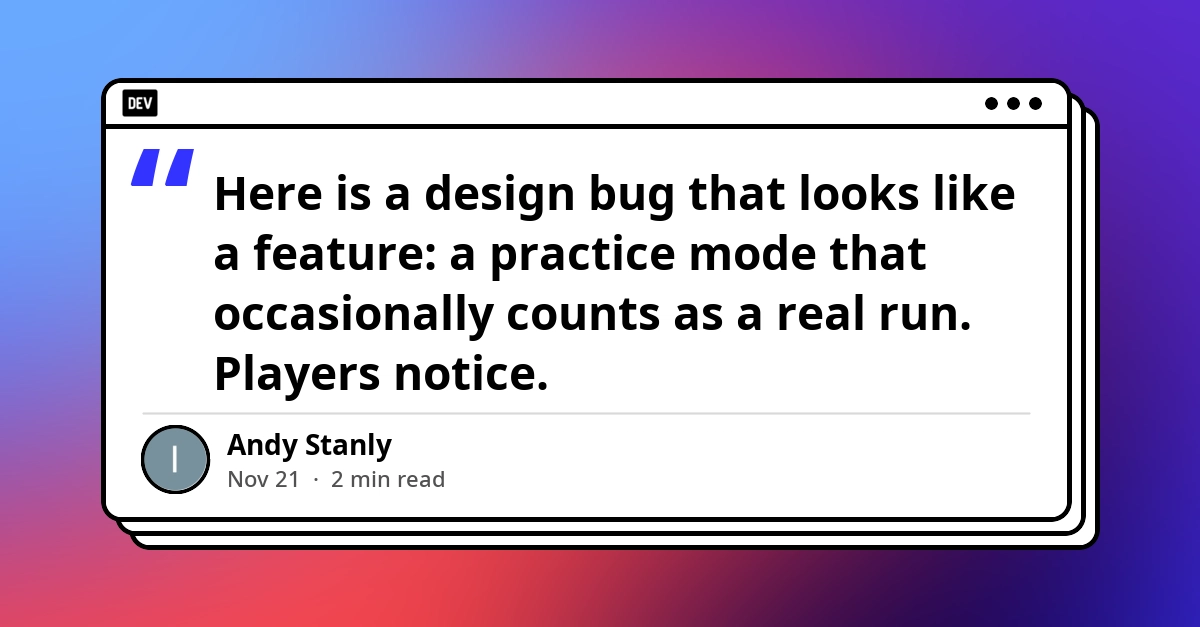 DEV
“Here is a design bug that looks like
a feature: a practice mode that
occasionally counts as a real run.
Players notice.
Andy Stanly
Nov 21 · 2 min read